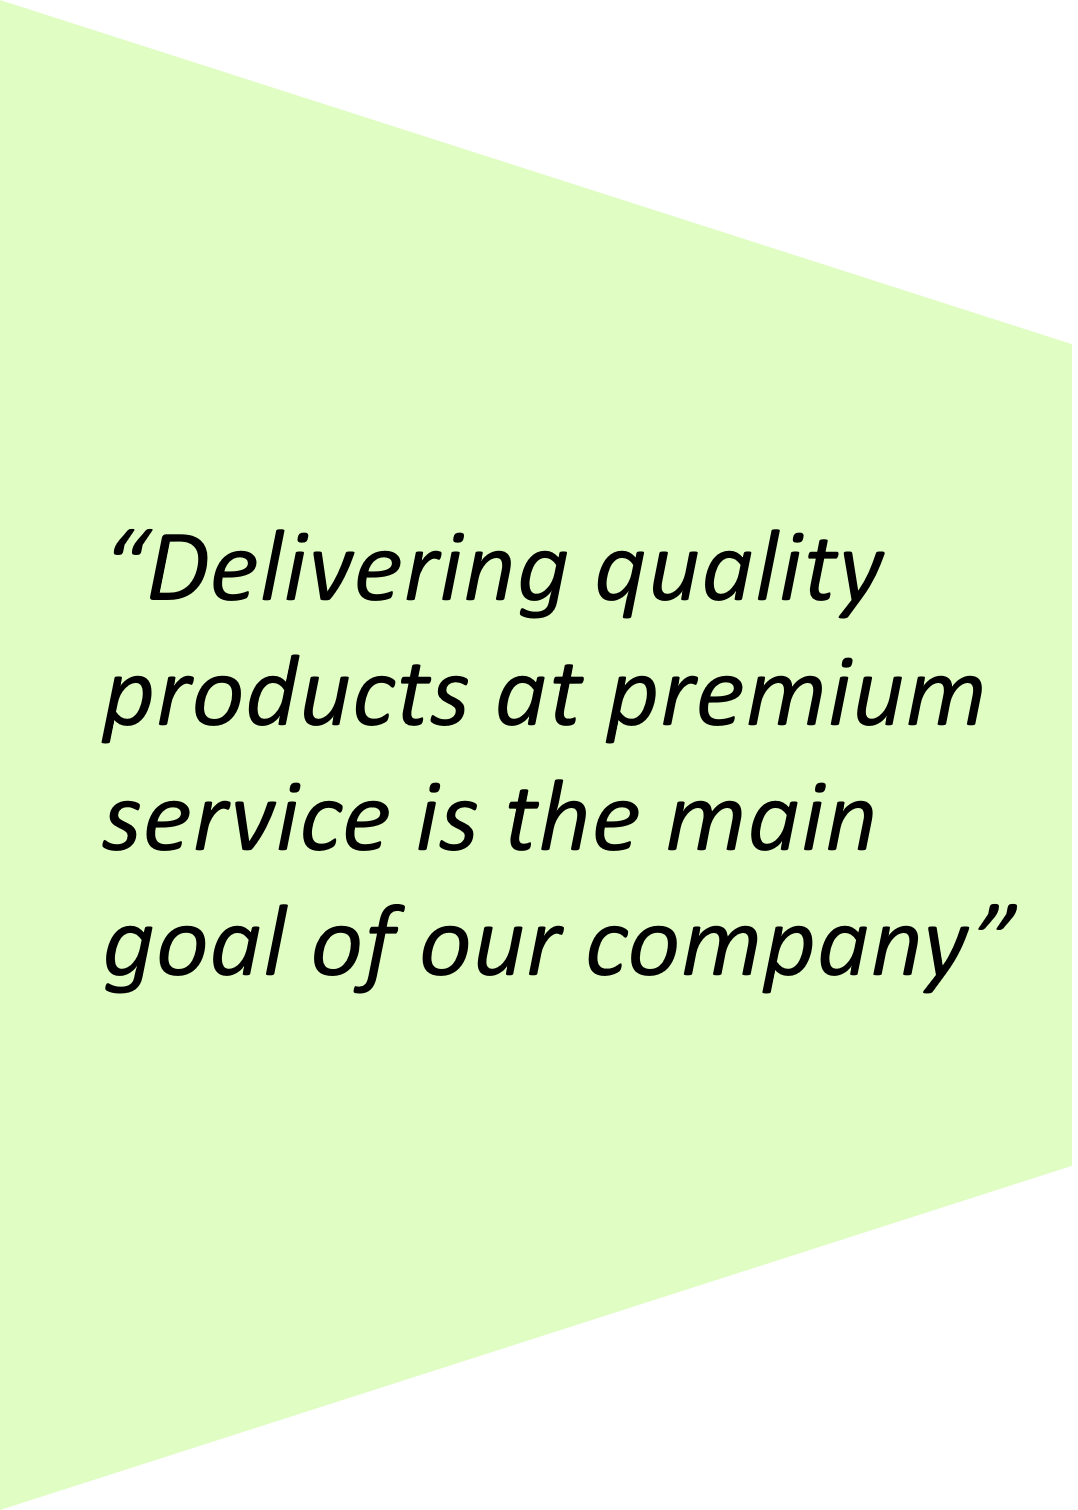 “Delivering quality
products at premium
service is the main
goal of our company”